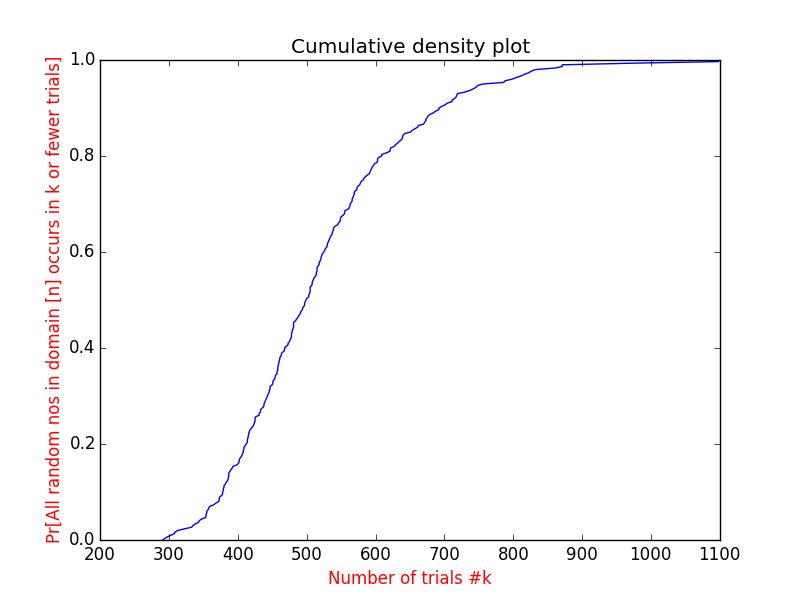 Cumulative density plot
Pr[All random nos in domain [n] occurs in k or fewer trials]
1.0
0.8
0.6
0.4
0.2
0.0
200 300 400 500 600 700 800 900 1000 1100
Number of trials #k